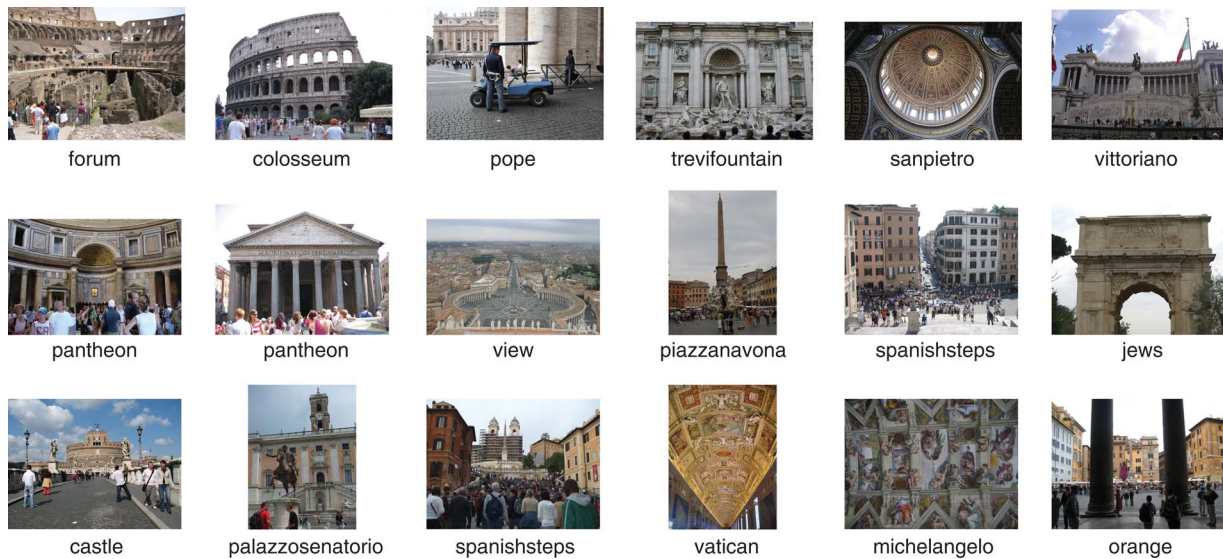 forum
colosseum
pope
trevifountain
sanpietro
vittoriano
pantheon
pantheon
view
piazzanavona
spanishsteps
jews
castle
palazzosenatorio
spanishsteps
vatican
michelangelo
orange